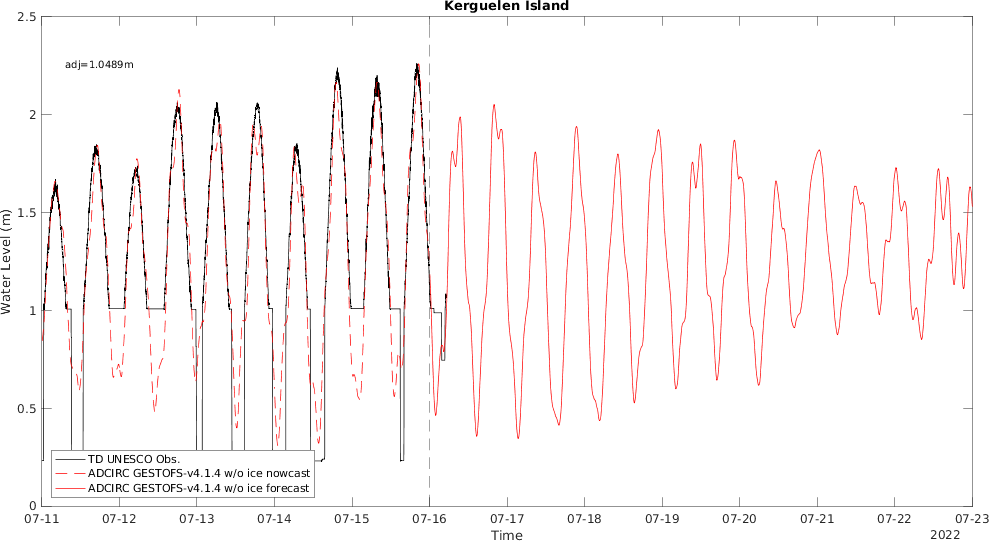 Kerguelen Island
2.5
adj=1.0489m
2
1.5
Water Level (m)
1
0.5
TD UNESCO Obs.
ADCIRC GESTOFS-v4.1.4 w/o ice nowcast
ADCIRC GESTOFS-v4.1.4 w/o ice forecast
0
07-11 07-12 07-13 07-14 07-15 07-16 07-17 07-18 07-19 07-20 07-21 07-22 07-23
Time
2022